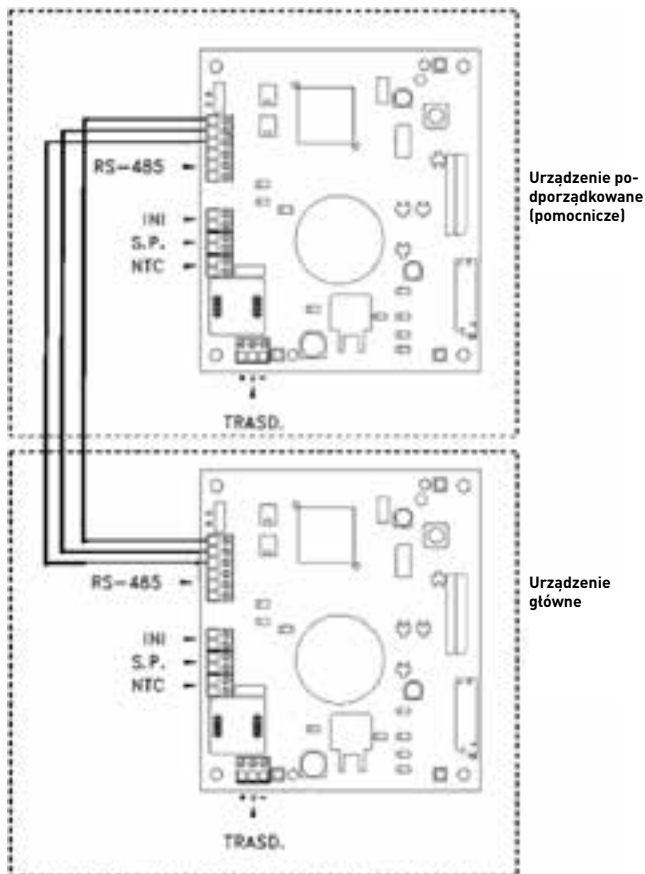 RS-485
INI
S.P.
NTC
TRASD.
Urządzenie po-
dporządkowane
(pomocnicze)
RS-485
INI
S.P.
NTC
TRASD.
Urządzenie
główne